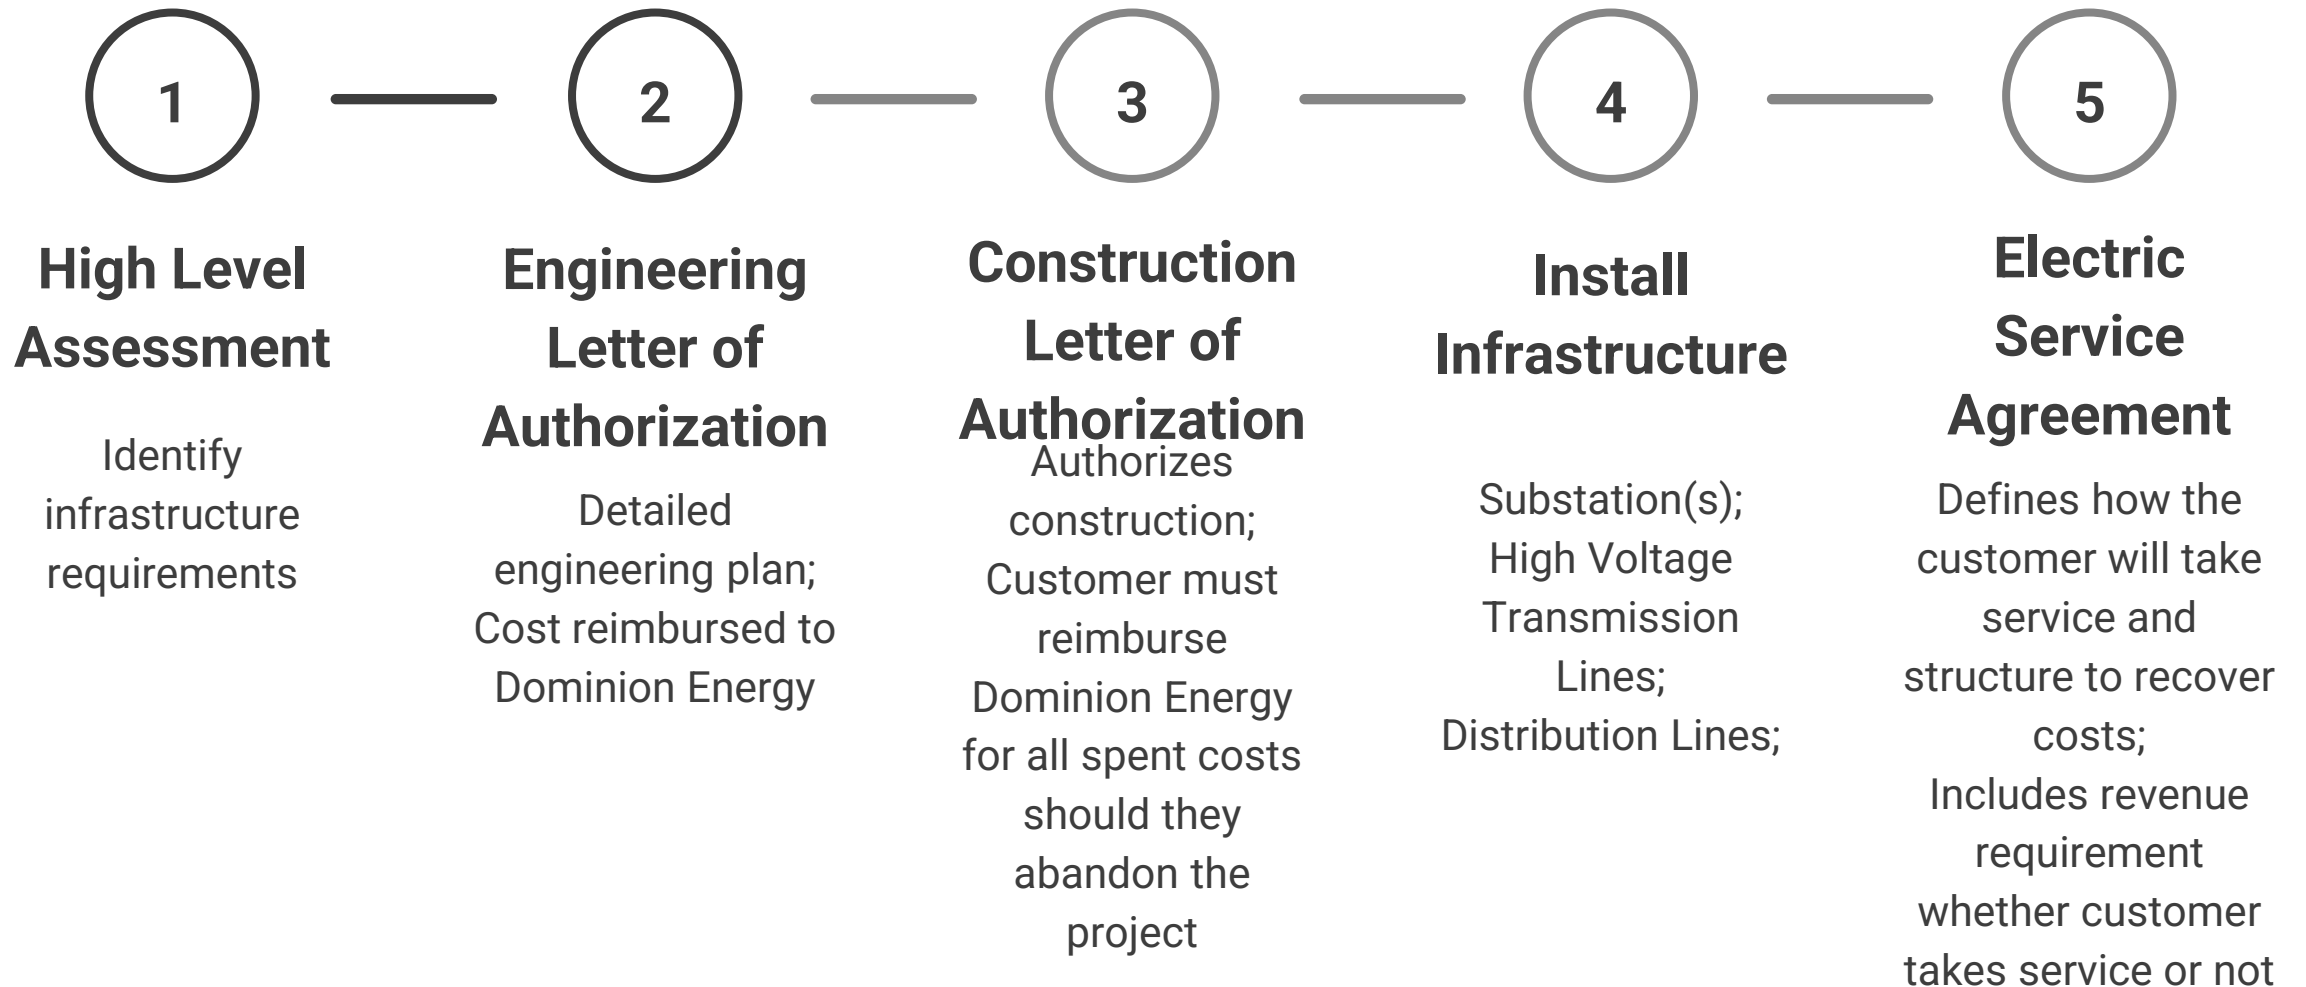 1
2
3
4
5
High Level
Assessment
Identify
infrastructure
requirements
Engineering
Letter of
Authorization
Detailed
engineering plan;
Cost reimbursed to
Dominion Energy
Construction
Letter of
Authorization
Authorizes
construction;
Customer must
reimburse
Dominion Energy
for all spent costs
should they
abandon the
project
Install
Infrastructure
Substation(s);
High Voltage
Transmission
Lines;
Distribution Lines;
Electric
Service
Agreement
Defines how the
customer will take
service and
structure to recover
costs;
Includes revenue
requirement
whether customer
takes service or not